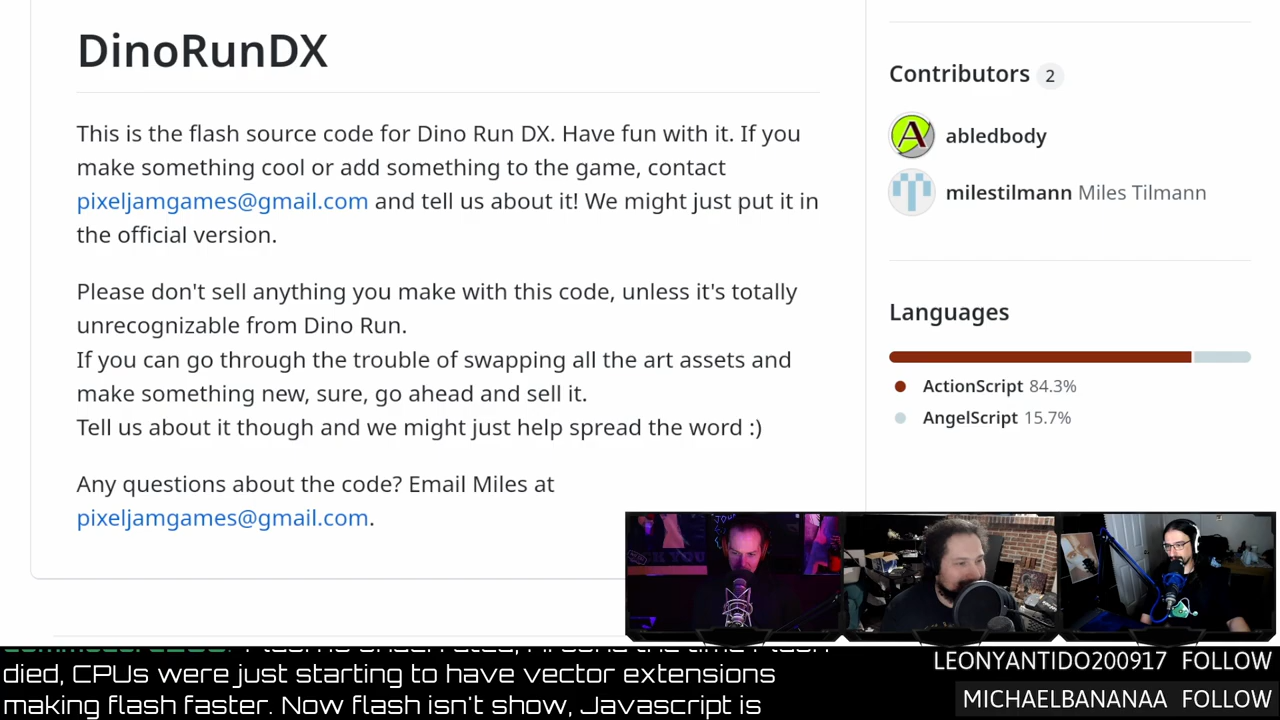 DinoRunDX
This is the flash source code for Dino Run DX. Have fun with it. If you
make something cool or add something to the game, contact
pixeljamgames@gmail.com and tell us about it! We might just put it in
the official version.
Please don't sell anything you make with this code, unless it's totally
unrecognizable from Dino Run.
If you can go through the trouble of swapping all the art assets and
make something new, sure, go ahead and sell it.
Tell us about it though and we might just help spread the word :)
Any questions about the code? Email Miles at
pixeljamgames@gmail.com.
Contributors 2
abledbody
milestilmann Miles Tilmann
Languages
ActionScript 84.3%
AngelScript 15.7%
died, CPUs were just starting to have vector extensions
making flash faster. Now flash isn't show, Javascript is
LEONYANTIDO200917 FOLLOW
MICHAELBANANAA FOLLOW